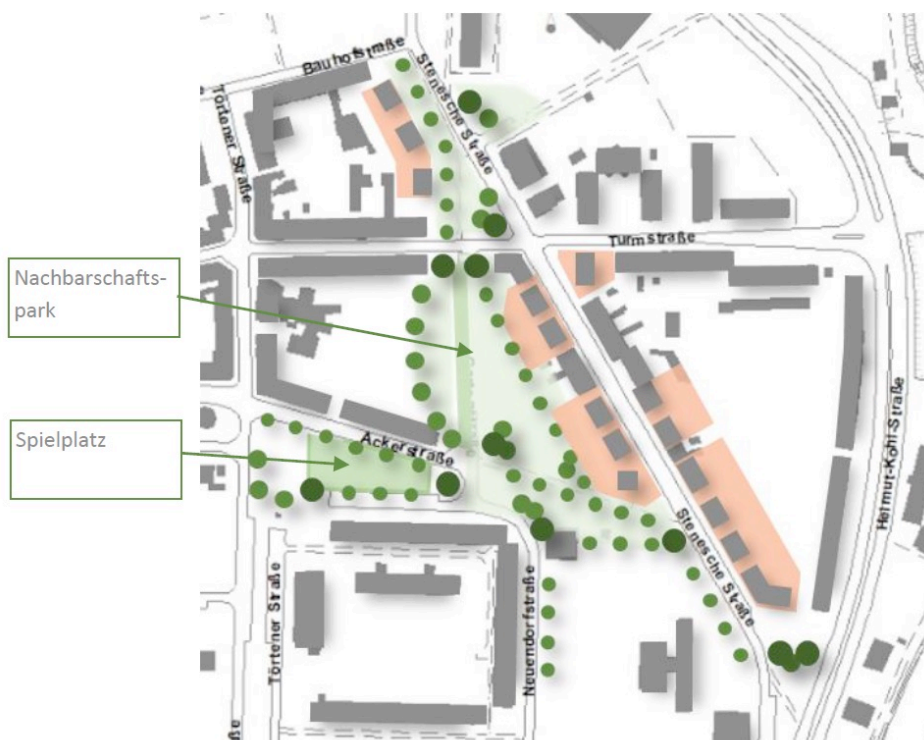 Bauhofstraße
Stenesche Straße
Törtener Straße
Turmstraße
Nachbarschafts-
park
Helmut-Kohl-Straße
Spielplatz
Ackerstraße
Stenesche Straße
Törtener Straße
Neuendorfstraße